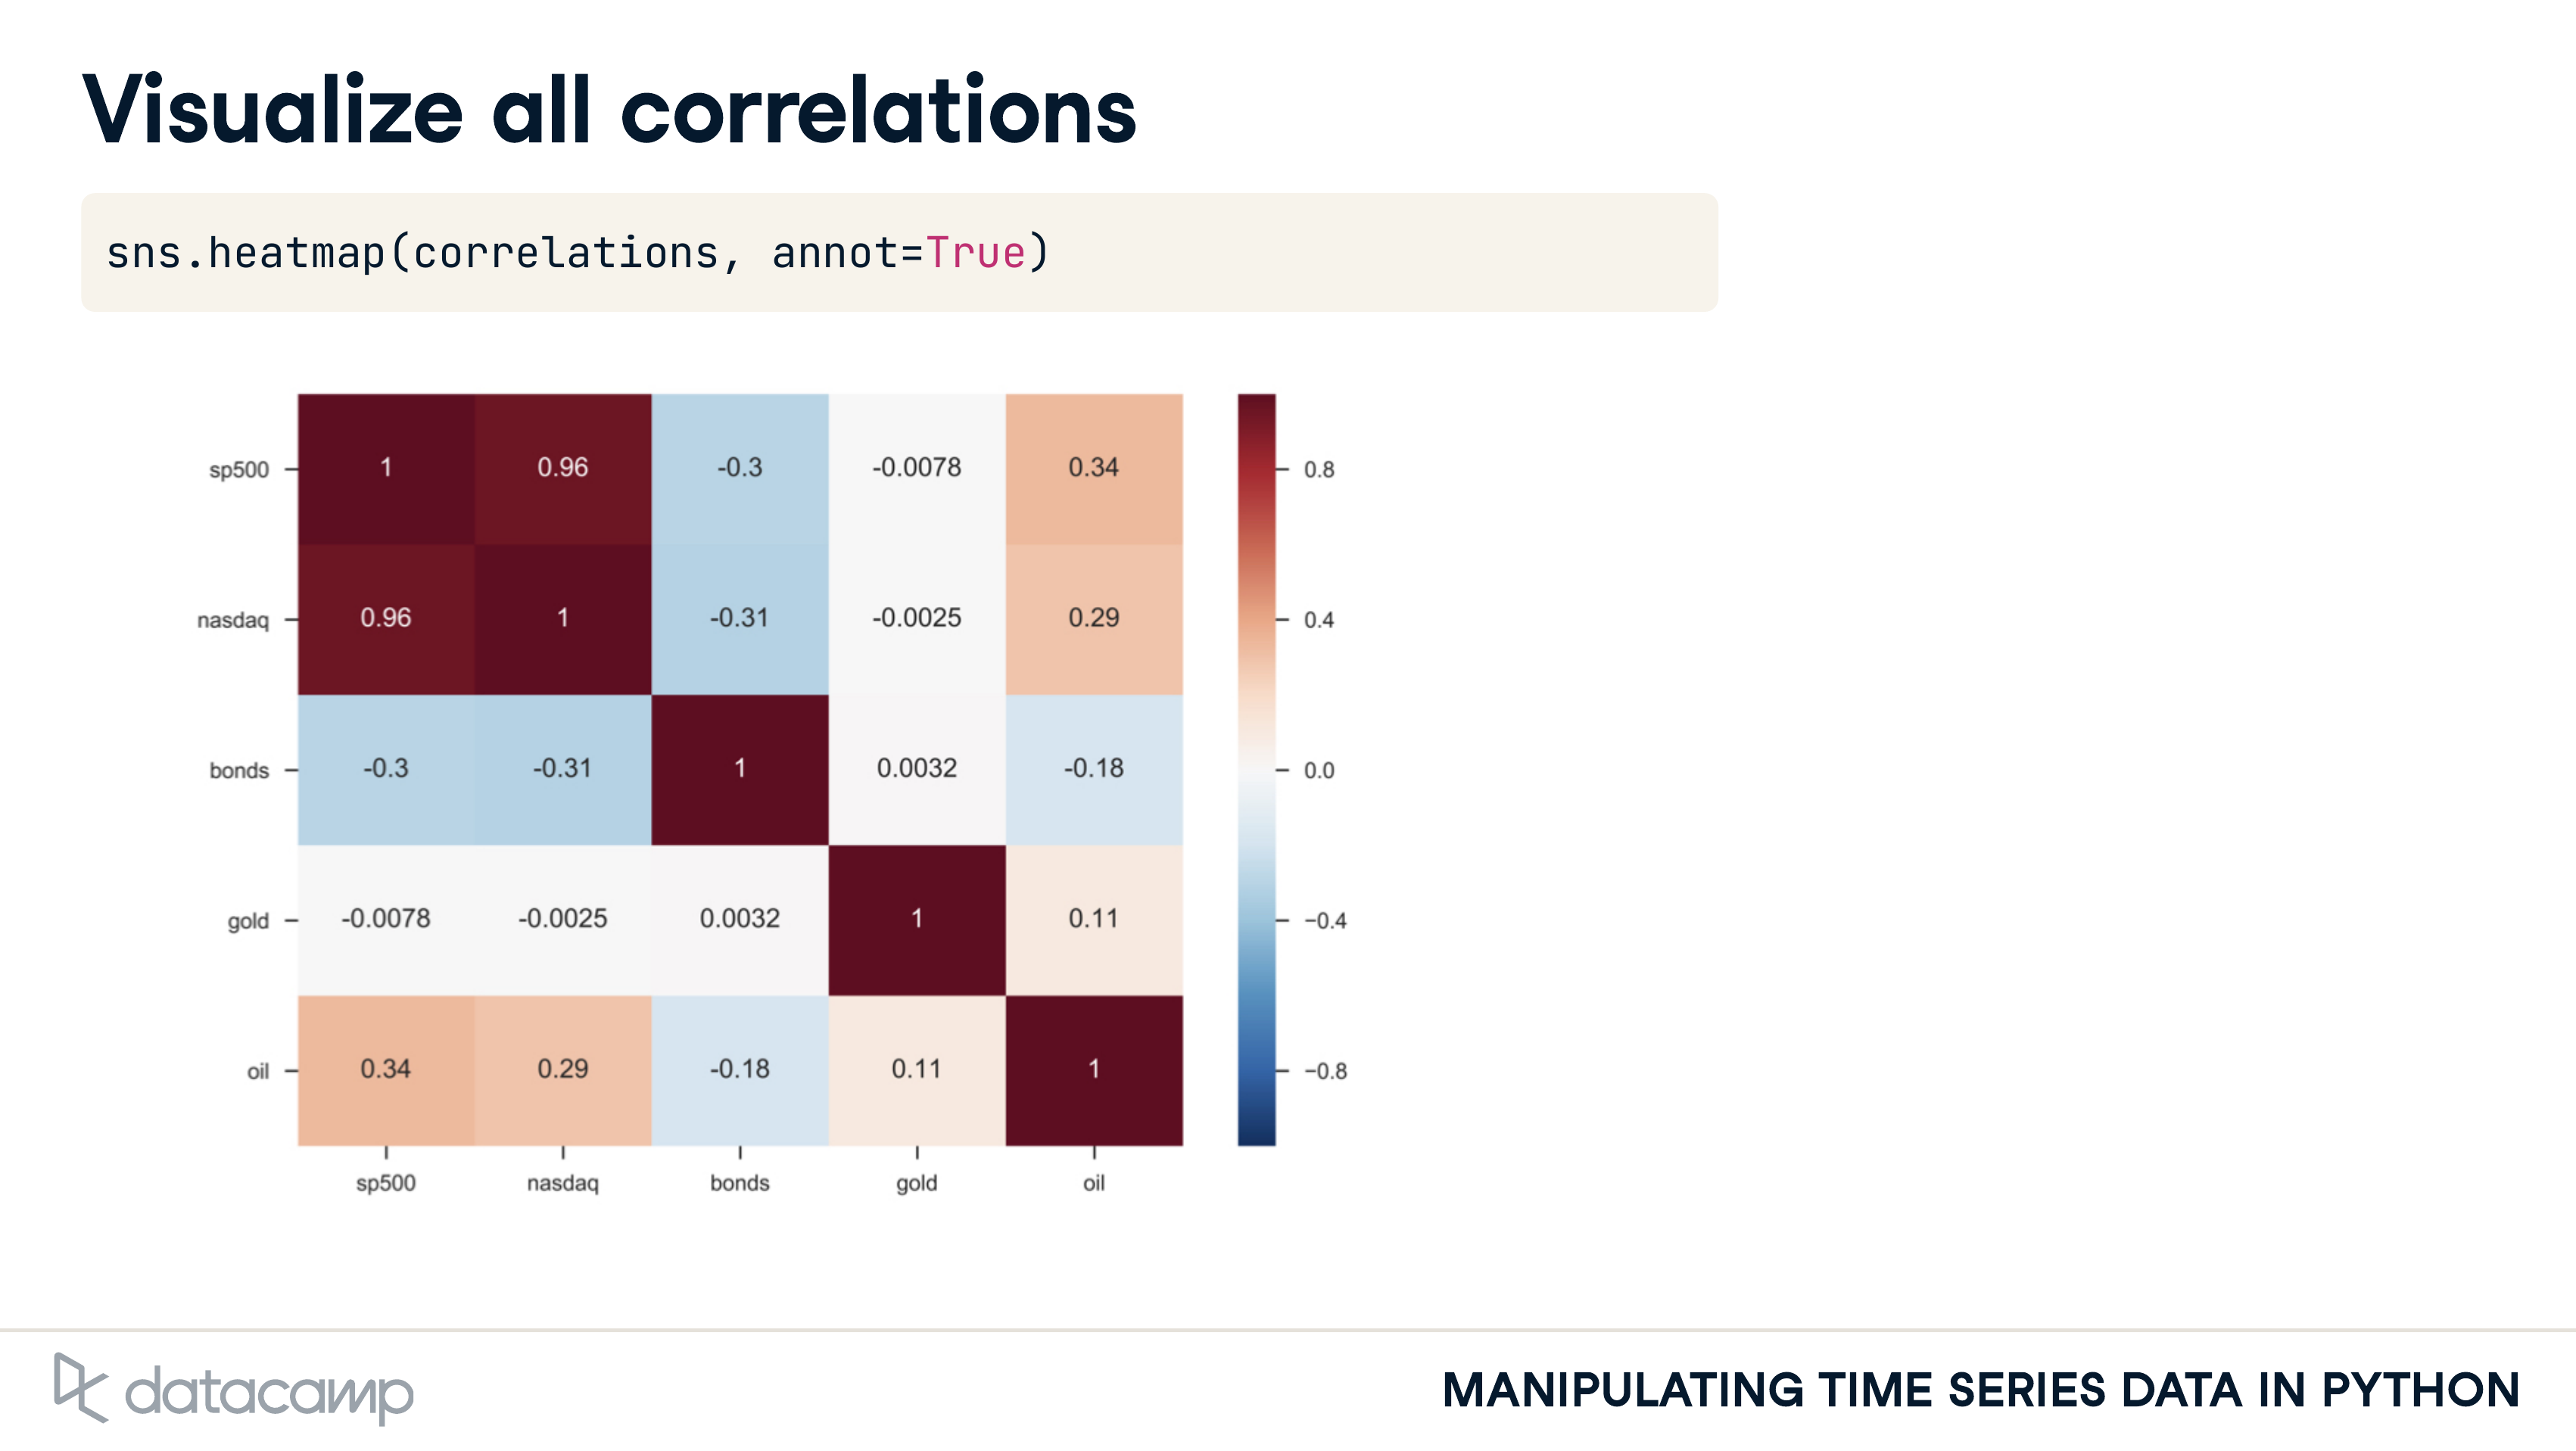 Visualize all correlations
sns.heatmap(correlations, annot=True)
sp500 1 0.96 -0.3 -0.0078 0.34
nasdaq 0.96 1 -0.31 -0.0025 0.29
bonds -0.3 -0.31 1 0.0032 -0.18
gold -0.0078 -0.0025 0.0032 1 0.11
oil 0.34 0.29 -0.18 0.11 1
sp500 nasdaq bonds gold oil
0.8
0.4
0.0
−0.4
−0.8
datacamp
MANIPULATING TIME SERIES DATA IN PYTHON